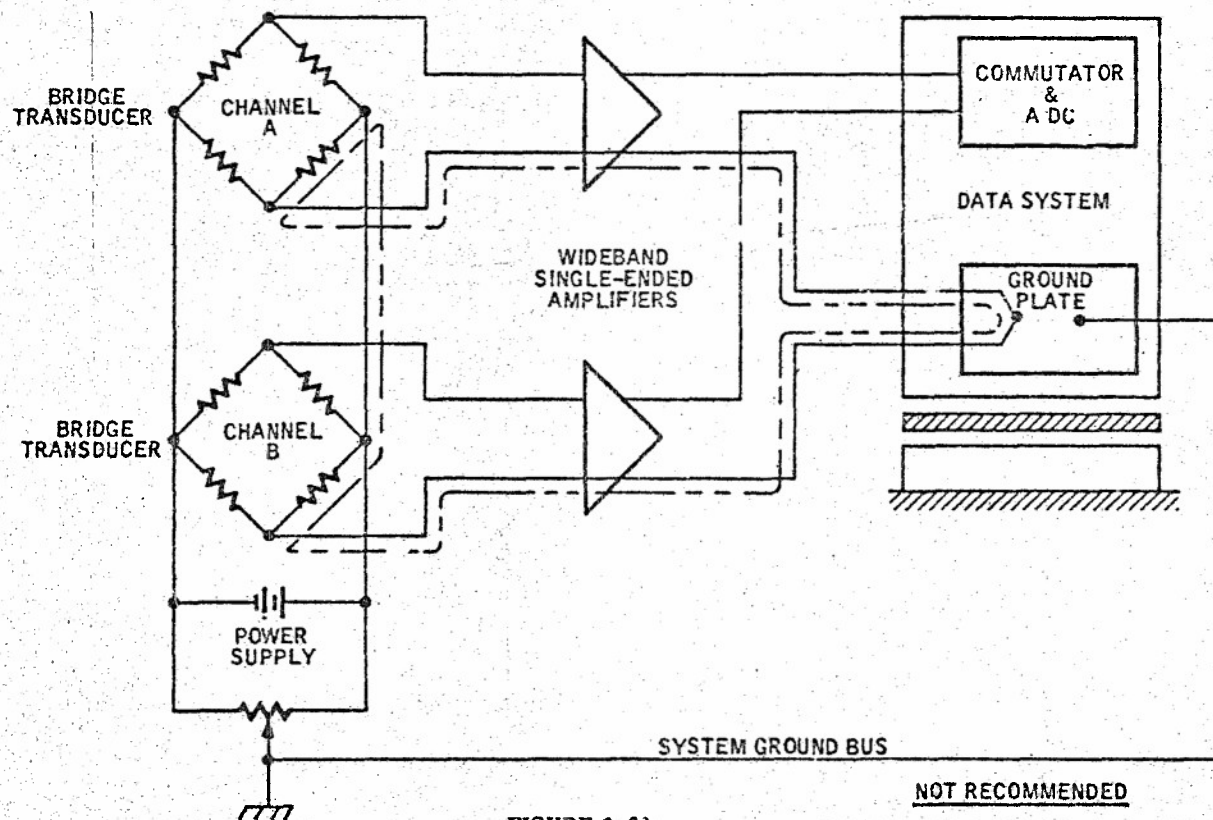 BRIDGE
TRANSDUCER
CHANNEL
A
COMMUTATOR
&
A DC
DATA SYSTEM
WIDEBAND
SINGLE-ENDED
AMPLIFIERS
GROUND
PLATE
BRIDGE
TRANSDUCER
CHANNEL
B
POWER
SUPPLY
SYSTEM GROUND BUS
NOT RECOMMENDED